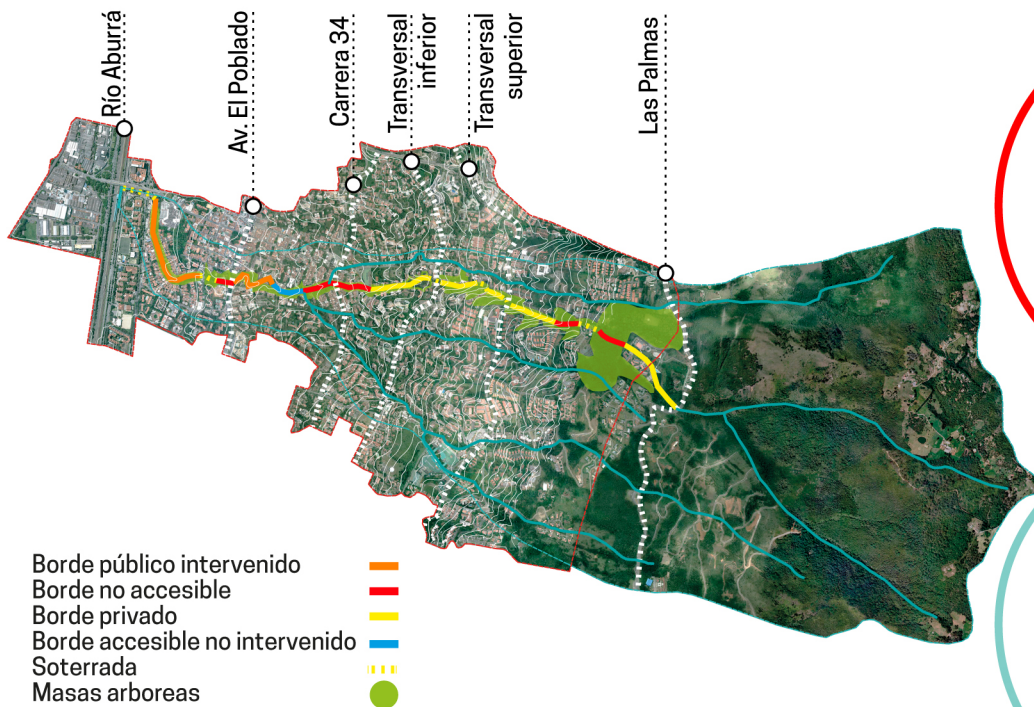 Río Aburrá
Av. El Poblado
Carrera 34
Transversal
inferior
Transversal
superior
Las Palmas
Borde público intervenido
Borde no accesible
Borde privado
Borde accesible no intervenido
Soterrada
Masas arboreas